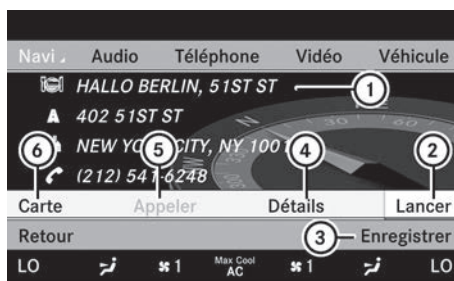 Navi Audio Téléphone Vidéo Véhicule
HALLO BERLIN, 51ST ST
1
A 402 51ST ST
6 5 4 2
NEW YO CITY, NY 100
(212) 541-6248
Carte Appeler Détails Lancer
Retour 3 Enregistrer
LO 1 Max Cool AC 1 LO